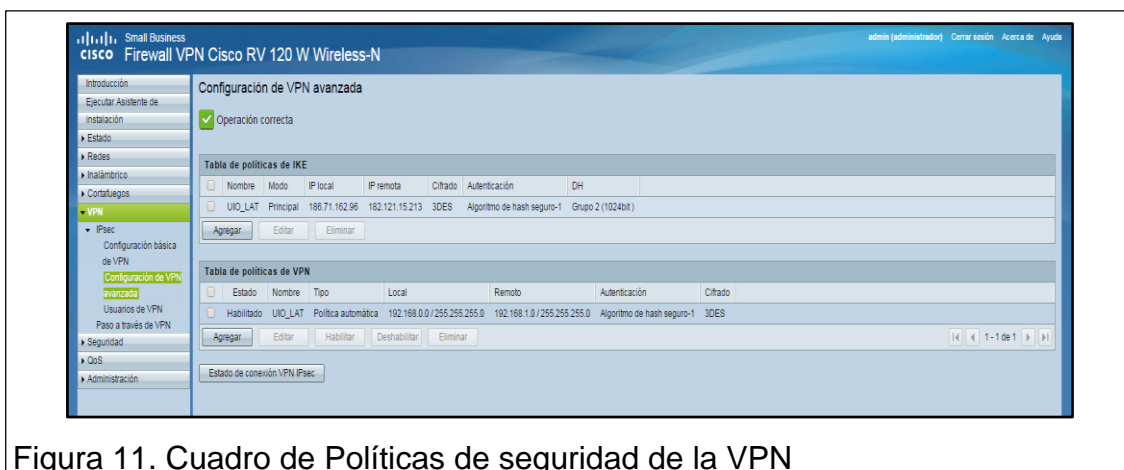 Small Business
CISCO Firewall VPN Cisco RV 120 W Wireless-N
admin (administrador) Cerrar sesión Acerca de Ayuda
Introducción
Ejecutar Asistente de
instalación
Estado
Redes
Inalámbrico
Cortafuegos
VPN
IPsec
Configuración básica
de VPN
Configuración de VPN
avanzada
Usuarios de VPN
Paso a través de VPN
Seguridad
QoS
Administración
Configuración de VPN avanzada
Operación correcta
Tabla de políticas de IKE
Nombre Modo IP local IP remota Cifrado Autenticación DH
UIO_LAT Principal 186.71.162.96 182.121.15.213 3DES Algoritmo de hash seguro-1 Grupo 2 (1024bit )
Agregar Editar Eliminar
Tabla de políticas de VPN
Estado Nombre Tipo Local Remoto Autenticación Cifrado
Habilitado UIO_LAT Política automática 192.168.0.0 / 255.255.255.0 192.168.1.0 / 255.255.255.0 Algoritmo de hash seguro-1 3DES
Agregar Editar Habilitar Deshabilitar Eliminar 1 - 1 de 1
Estado de conexión VPN IPsec
Figura 11. Cuadro de Políticas de seguridad de la VPN